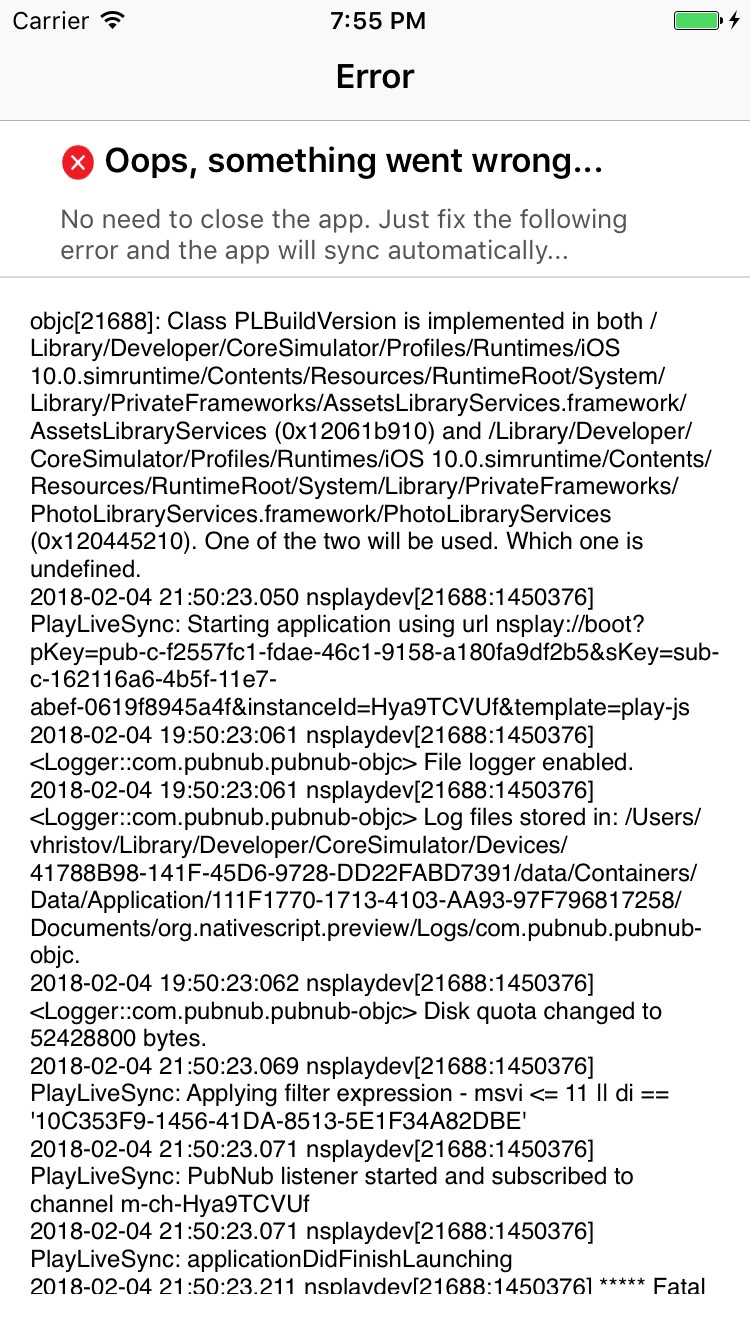 Carrier
7:55 PM
Error
Oops, something went wrong...
No need to close the app. Just fix the following
error and the app will sync automatically...
objc[21688]: Class PLBuildVersion is implemented in both /
Library/Developer/CoreSimulator/Profiles/Runtimes/iOS
10.0.simruntime/Contents/Resources/RuntimeRoot/System/
Library/PrivateFrameworks/AssetsLibraryServices.framework/
AssetsLibraryServices (0x12061b910) and /Library/Developer/
CoreSimulator/Profiles/Runtimes/iOS 10.0.simruntime/Contents/
Resources/RuntimeRoot/System/Library/PrivateFrameworks/
PhotoLibraryServices.framework/PhotoLibraryServices
(0x120445210). One of the two will be used. Which one is
undefined.
2018-02-04 21:50:23.050 nsplaydev[21688:1450376]
PlayLiveSync: Starting application using url nsplay://boot?
pKey=pub-c-f2557fc1-fdae-46c1-9158-a180fa9df2b5&sKey=sub-
c-162116a6-4b5f-11e7-
abef-0619f8945a4f&instanceId=Hya9TCVUf&template=play-js
2018-02-04 19:50:23:061 nsplaydev[21688:1450376]
<Logger::com.pubnub.pubnub-objc> File logger enabled.
2018-02-04 19:50:23:061 nsplaydev[21688:1450376]
<Logger::com.pubnub.pubnub-objc> Log files stored in: /Users/
vhristov/Library/Developer/CoreSimulator/Devices/
41788B98-141F-45D6-9728-DD22FABD7391/data/Containers/
Data/Application/111F1770-1713-4103-AA93-97F796817258/
Documents/org.nativescript.preview/Logs/com.pubnub.pubnub-
objc.
2018-02-04 19:50:23:062 nsplaydev[21688:1450376]
<Logger::com.pubnub.pubnub-objc> Disk quota changed to
52428800 bytes.
2018-02-04 21:50:23.069 nsplaydev[21688:1450376]
PlayLiveSync: Applying filter expression - msvi <= 11 || di ==
'10C353F9-1456-41DA-8513-5E1F34A82DBE'
2018-02-04 21:50:23.071 nsplaydev[21688:1450376]
PlayLiveSync: PubNub listener started and subscribed to
channel m-ch-Hya9TCVUf
2018-02-04 21:50:23.071 nsplaydev[21688:1450376]
PlayLiveSync: applicationDidFinishLaunching
2018-02-04 21:50:23.211 nsplaydev[21688:1450376] ***** Fatal